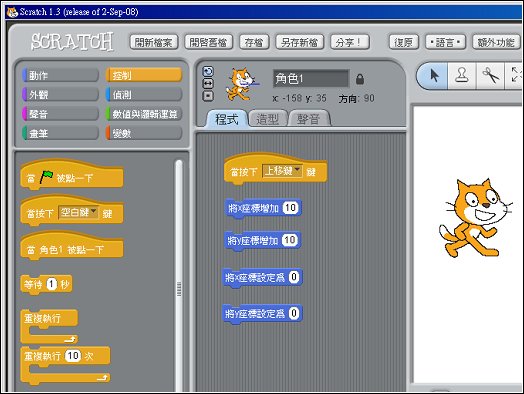 Scratch 1.3 (release of 2-Sep-08)
SCRATCH 開新檔案 開啓舊檔 存檔 另存新檔 分享！ 復原 ·語言· 額外功能
動作 控制
外觀 偵測
聲音 數值與邏輯運算
畫筆 變數
角色1
x: -158 y: 35 方向: 90
程式 造型 聲音
當 被點一下
當按下 空白鍵 鍵
當 角色1 被點一下
等待 1 秒
重複執行
重複執行 10 次
當按下 上移鍵 鍵
將x座標增加 10
將y座標增加 10
將x座標設定爲 0
將y座標設定爲 0